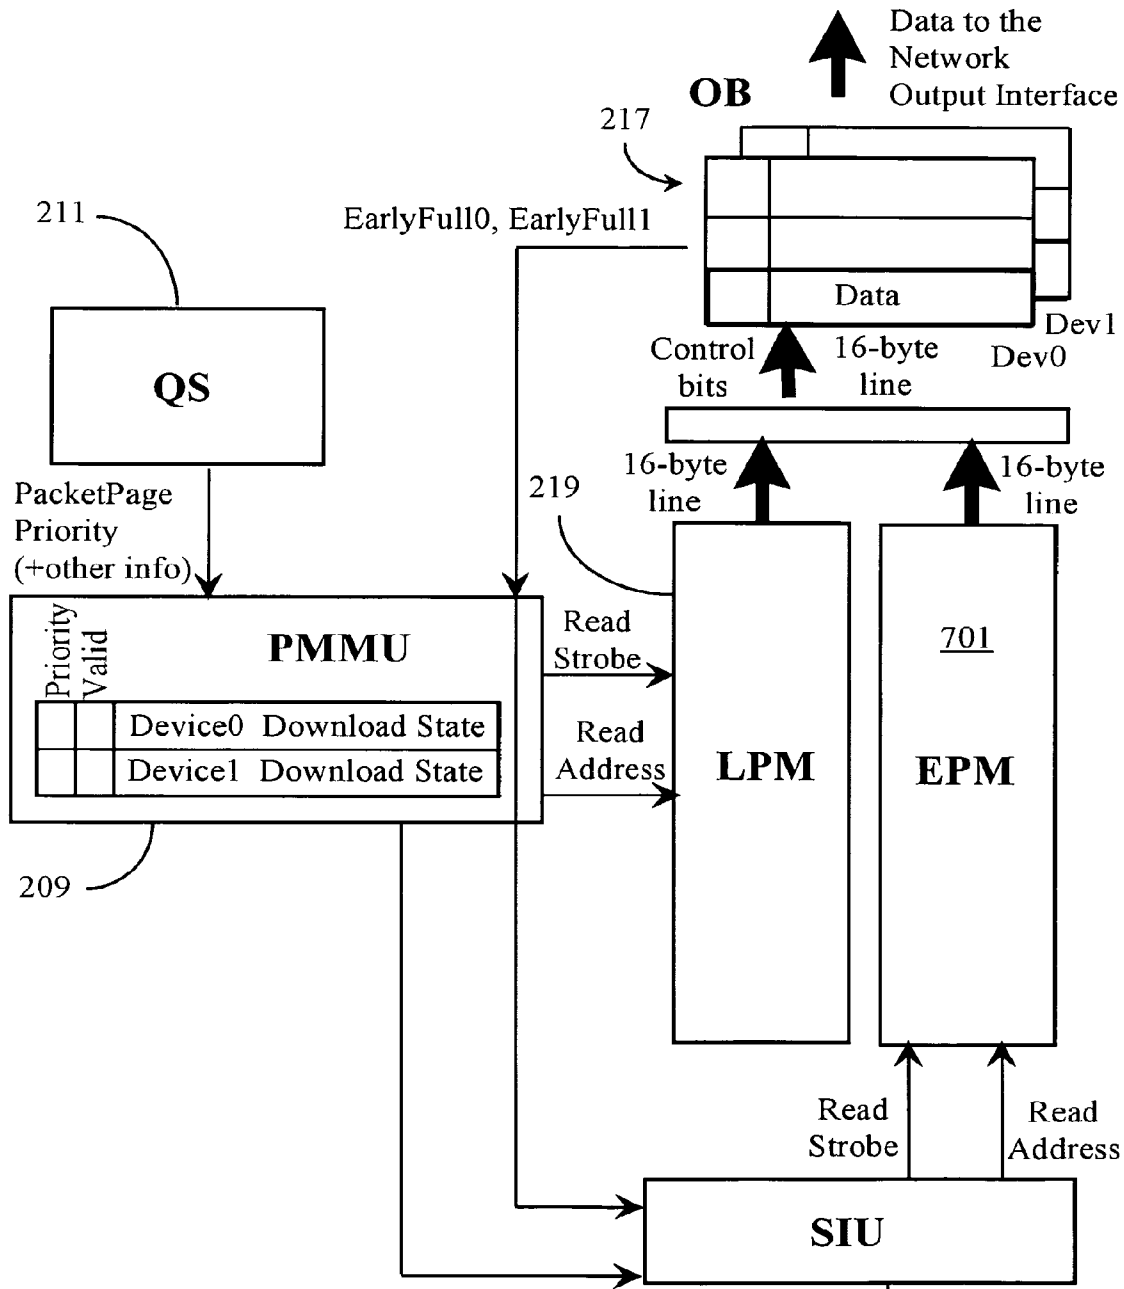 Data to the
Network
Output Interface
OB
217
211
EarlyFull0, EarlyFull1
Data
Dev1
Dev0
Control
bits
16-byte
line
QS
16-byte
line
16-byte
line
219
PacketPage
Priority
(+other info)
Priority
Valid
PMMU
Device0 Download State
Device1 Download State
Read
Strobe
Read
Address
701
LPM
EPM
209
Read
Strobe
Read
Address
SIU